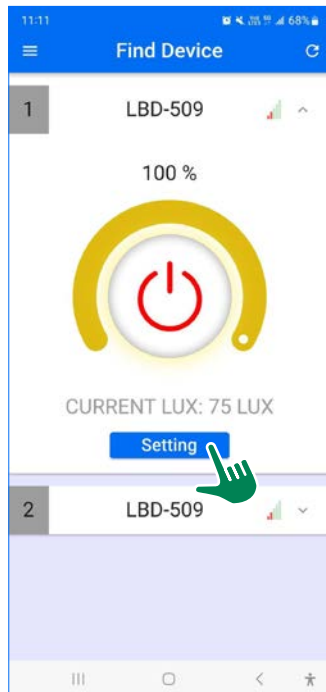 11:11
68%
Find Device
1
LBD-509
100 %
CURRENT LUX: 75 LUX
Setting
2
LBD-509